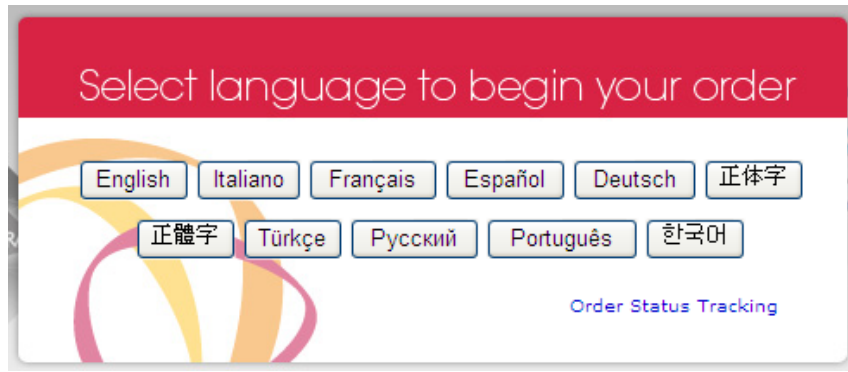 Select language to begin your order
English Italiano Français Español Deutsch 正体字
正體字 Türkçe Русский Português 한국어
Order Status Tracking